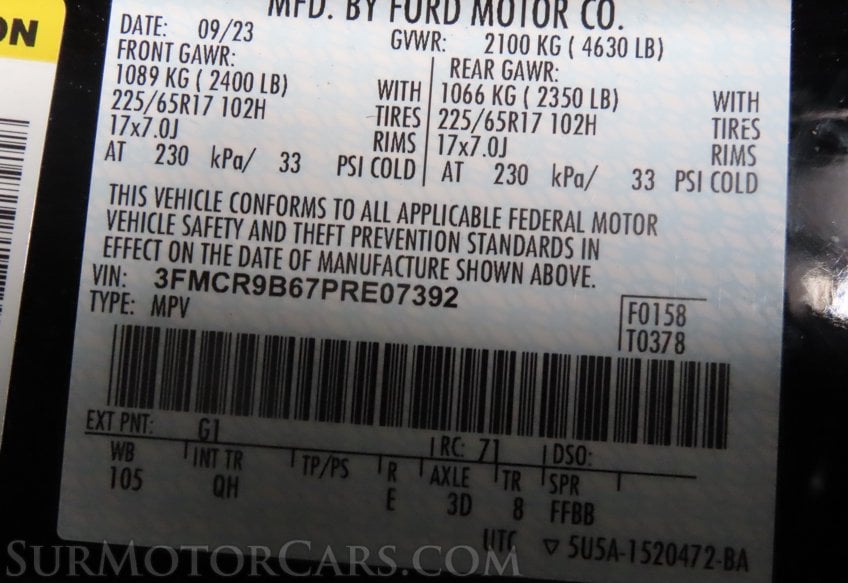 ON
MFD. BY FORD MOTOR CO.
DATE: 09/23 GVWR: 2100 KG ( 4630 LB)
FRONT GAWR: REAR GAWR:
1089 KG ( 2400 LB) WITH 1066 KG ( 2350 LB) WITH
225/65R17 102H TIRES 225/65R17 102H TIRES
17x7.0J RIMS 17x7.0J RIMS
AT 230 kPa/ 33 PSI COLD AT 230 kPa/ 33 PSI COLD
THIS VEHICLE CONFORMS TO ALL APPLICABLE FEDERAL MOTOR
VEHICLE SAFETY AND THEFT PREVENTION STANDARDS IN
EFFECT ON THE DATE OF MANUFACTURE SHOWN ABOVE.
VIN: 3FMCR9B67PRE07392
TYPE: MPV F0158
T0378
EXT PNT: G1 RC: 71 DSO:
WB INT TR TP/PS R AXLE TR SPR
105 QH E 3D 8 FFBB
UTC ▽ 5U5A-1520472-BA
SurMotorCars.com